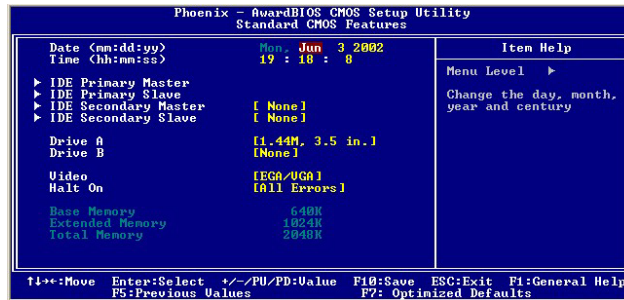 Phoenix - AwardBIOS CMOS Setup Utility
Standard CMOS Features
Date (mm:dd:yy) Mon, Jun 3 2002
Time (hh:mm:ss) 19 : 18 : 8
IDE Primary Master
IDE Primary Slave
IDE Secondary Master [ None]
IDE Secondary Slave [ None]
Drive A [1.44M, 3.5 in.]
Drive B [None]
Video [EGA/VGA]
Halt On [All Errors]
Base Memory 640K
Extended Memory 1024K
Total Memory 2048K
Item Help
Menu Level ▶
Change the day, month,
year and century
↑↓→←:Move Enter:Select +/-/PU/PD:Value F10:Save ESC:Exit F1:General Help
F5:Previous Values F7: Optimized Defaults